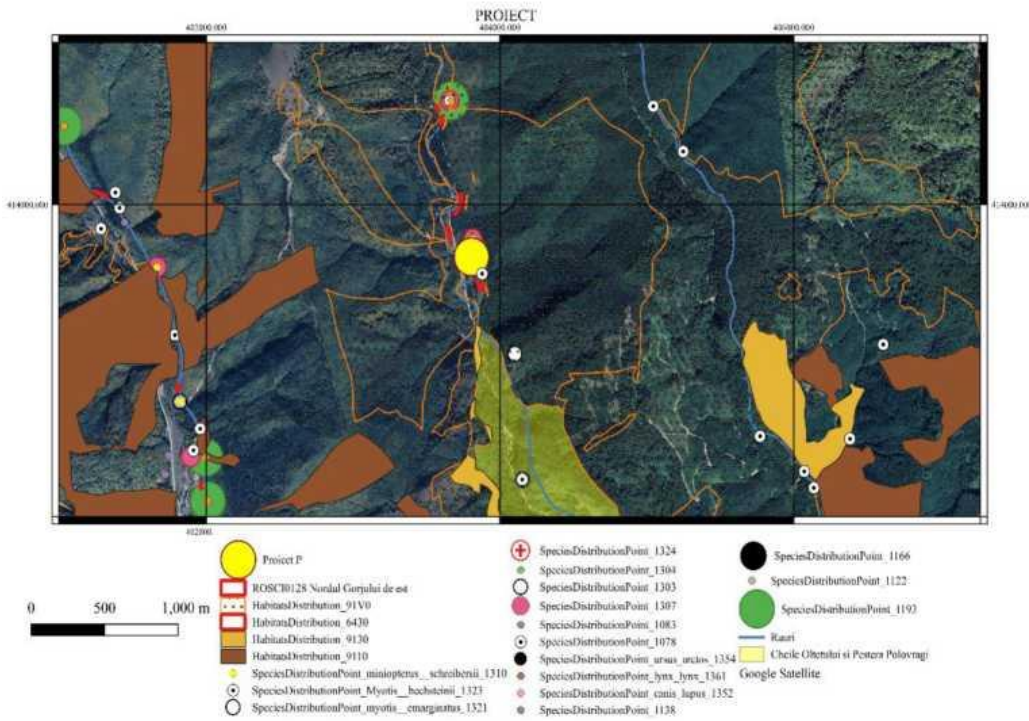 PROIECT
404000.000
414000.000
414000.000
Proiect P
ROSCI0128 Nordul Gorjului de est
HabitatsDistribution_91V0
HabitatsDistribution_6430
HabitatsDistribution_9130
HabitatsDistribution_9110
SpeciesDistributionPoint_miniopterus_schreibersii_1310
SpeciesDistributionPoint_Myotis_bechsteinii_1323
SpeciesDistributionPoint_myotis_emarginatus_1321
SpeciesDistributionPoint_1324
SpeciesDistributionPoint_1304
SpeciesDistributionPoint_1303
SpeciesDistributionPoint_1307
SpeciesDistributionPoint_1083
SpeciesDistributionPoint_1078
SpeciesDistributionPoint_ursus_arctos_1354
SpeciesDistributionPoint_lynx_lynx_1361
SpeciesDistributionPoint_canis_lupus_1352
SpeciesDistributionPoint_1138
SpeciesDistributionPoint_1166
SpeciesDistributionPoint_1122
SpeciesDistributionPoint_1193
Rauri
Cheile Oltetului si Pestera Polovragi
Google Satellite
0 500 1,000 m